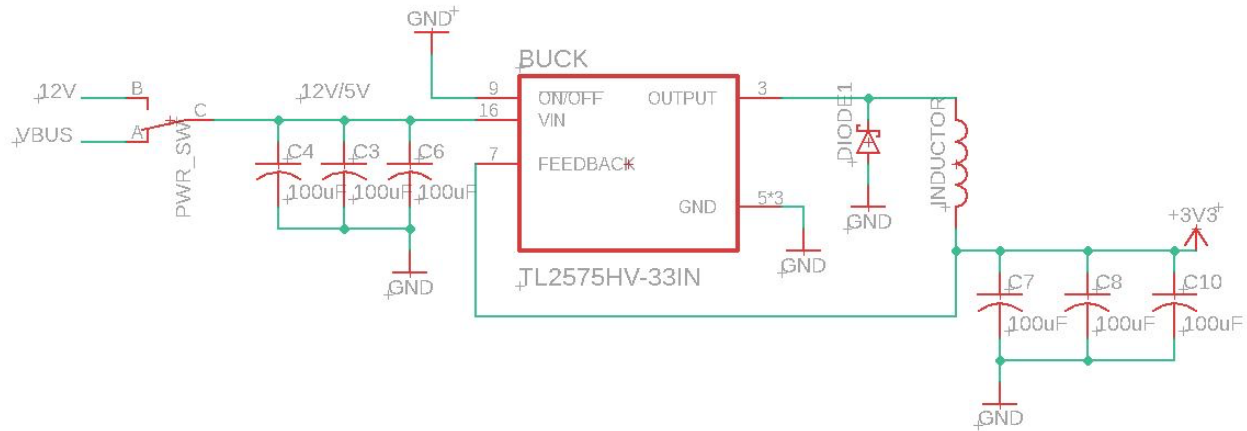 GND
BUCK
12V
B
12V/5V
9
ON/OFF
OUTPUT
3
C
16
VIN
VBUS
A
PWR_SW
C4
100uF
C3
100uF
C6
100uF
7
FEEDBACK
GND
5*3
DIODE1
INDUCTOR
GND
GND
GND
TL2575HV-33IN
+3V3
C7
100uF
C8
100uF
C10
100uF
GND